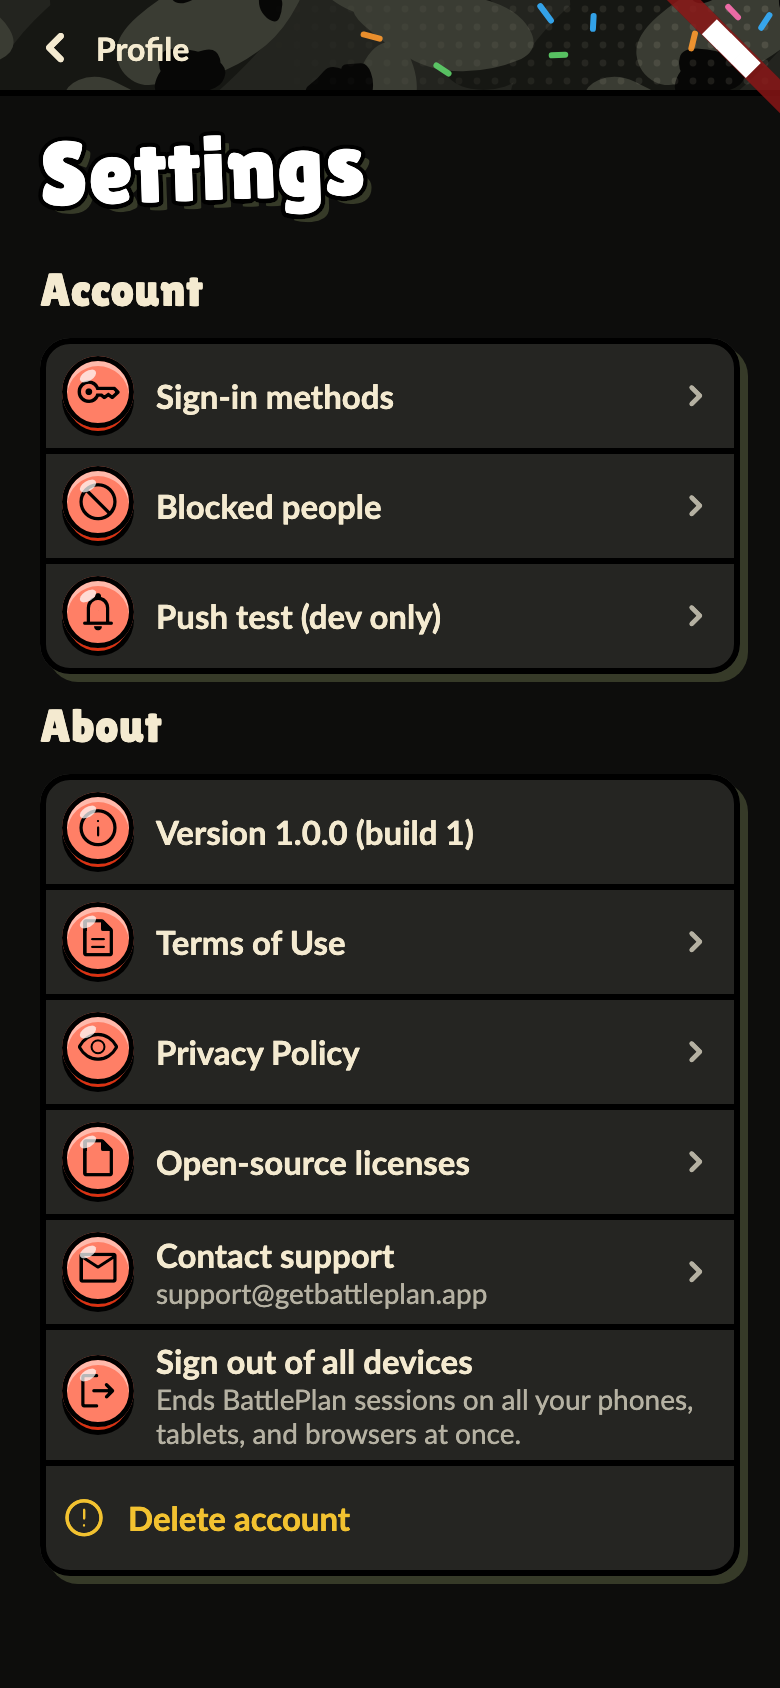 Profile
Settings
Account
Sign-in methods
Blocked people
Push test (dev only)
About
Version 1.0.0 (build 1)
Terms of Use
Privacy Policy
Open-source licenses
Contact support
support@getbattleplan.app
Sign out of all devices
Ends BattlePlan sessions on all your phones,
tablets, and browsers at once.
Delete account